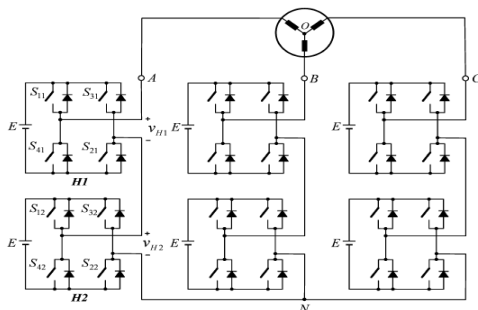 O
A B C
S11 S31
E vH1 E E
+
−
S41 S21
H1
S12 S32
E vH2 E E
+
−
S42 S22
H2
N